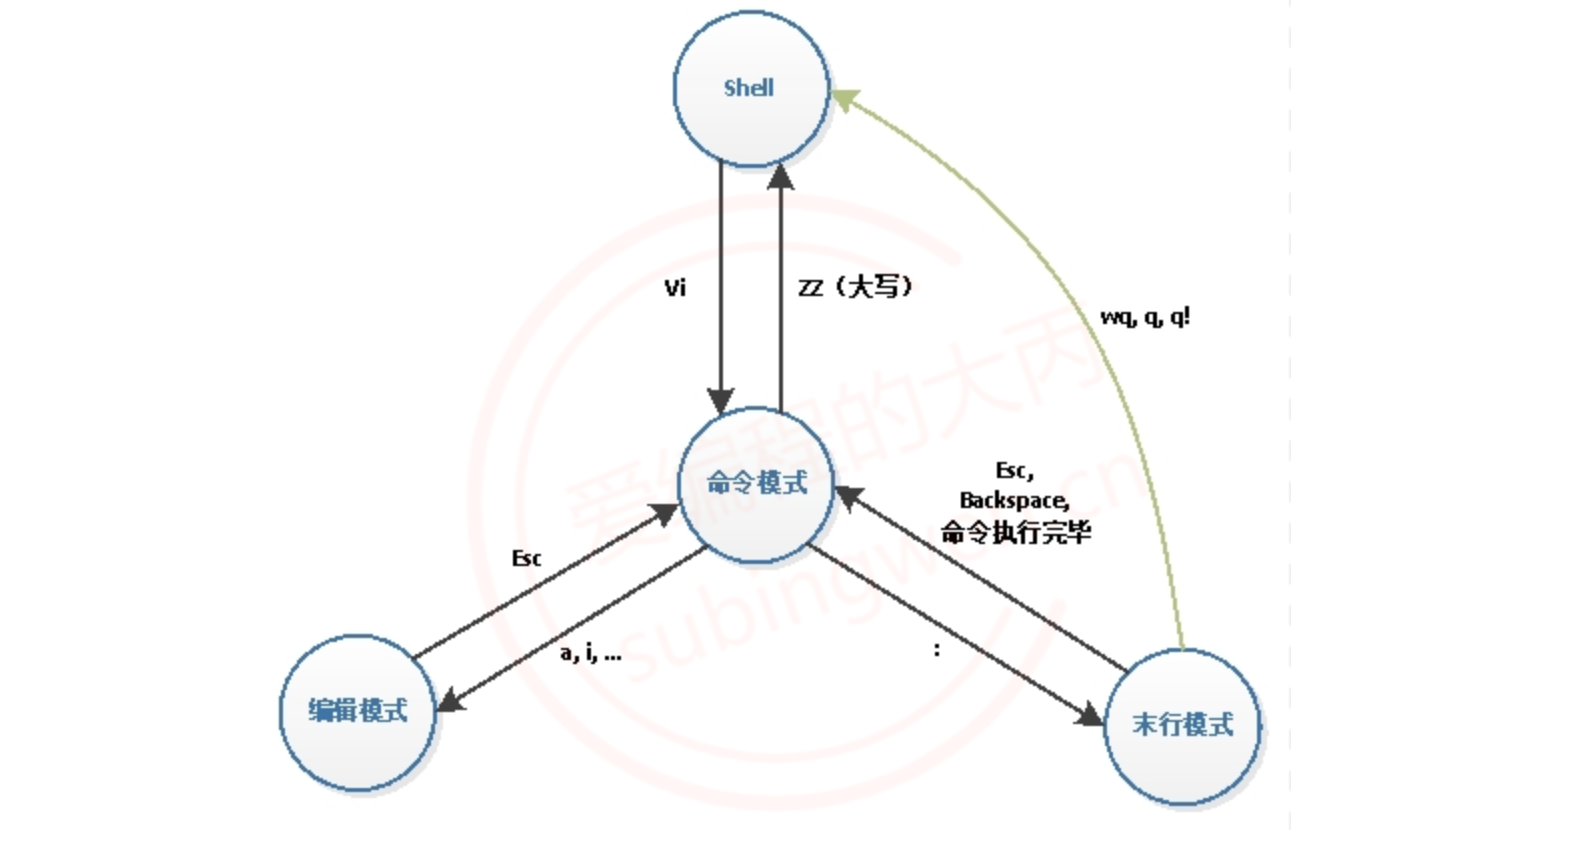 Shell
Vi
ZZ（大写）
wq, q, q!
命令模式
Esc,
Backspace,
命令执行完毕
Esc
a, i, ...
:
编辑模式
末行模式
爱编程的大丙
subingwen.cn